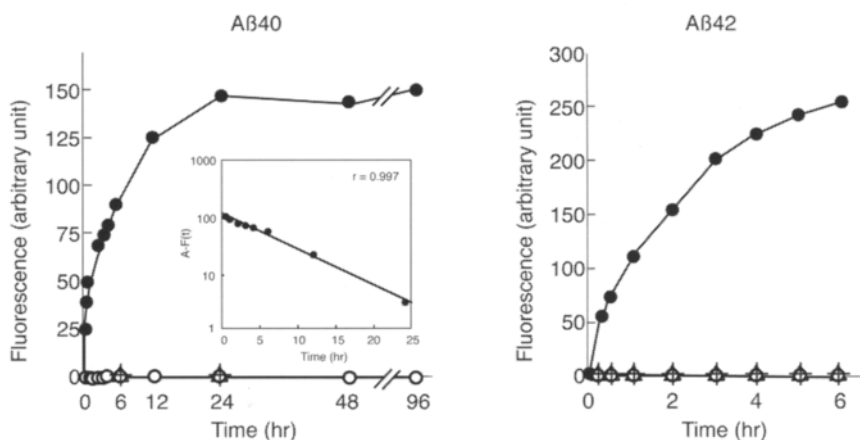 Aß40
Fluorescence (arbitrary unit)
150
125
100
75
50
25
0
0 6 12 24 48 96
Time (hr)
1000
100
10
1
A-F(t)
r = 0.997
0 5 10 15 20 25
Time (hr)
Aß42
Fluorescence (arbitrary unit)
300
250
200
150
100
50
0
0 2 4 6
Time (hr)